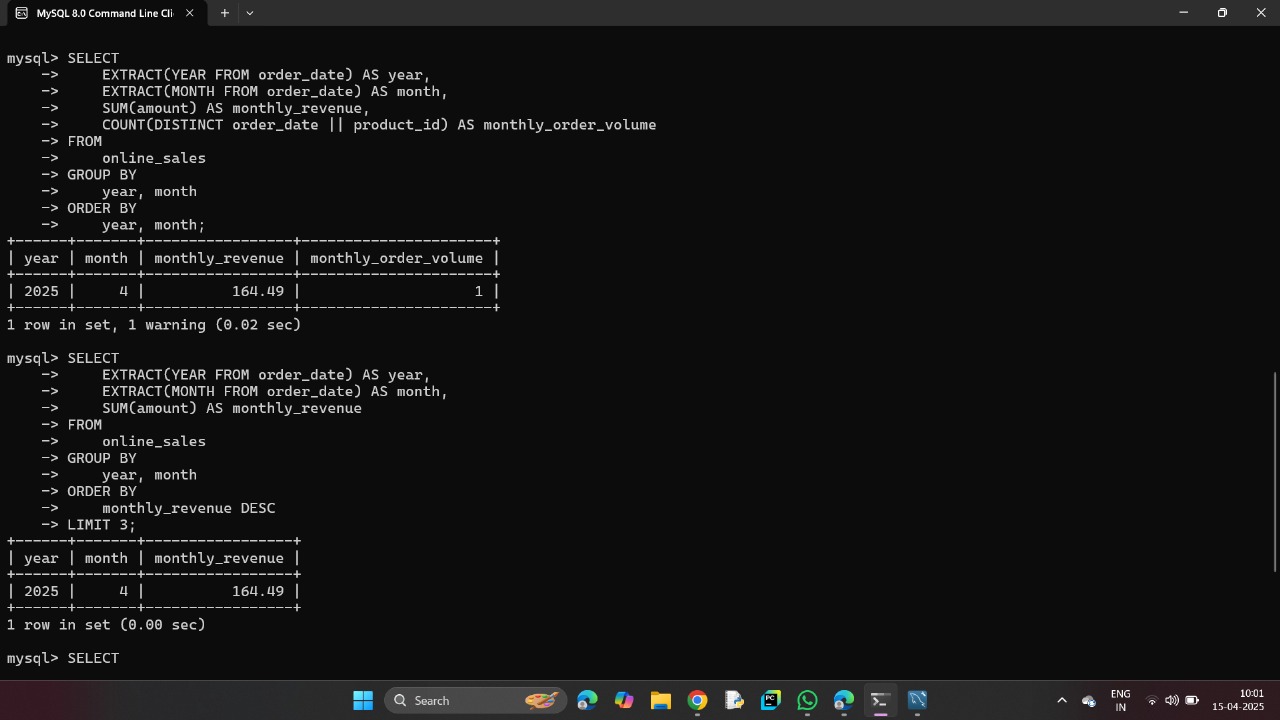 MySQL 8.0 Command Line Cli
mysql> SELECT
    ->     EXTRACT(YEAR FROM order_date) AS year,
    ->     EXTRACT(MONTH FROM order_date) AS month,
    ->     SUM(amount) AS monthly_revenue,
    ->     COUNT(DISTINCT order_date || product_id) AS monthly_order_volume
    -> FROM
    ->     online_sales
    -> GROUP BY
    ->     year, month
    -> ORDER BY
    ->     year, month;
+------+-------+-----------------+----------------------+
| year | month | monthly_revenue | monthly_order_volume |
+------+-------+-----------------+----------------------+
| 2025 |     4 |          164.49 |                    1 |
+------+-------+-----------------+----------------------+
1 row in set, 1 warning (0.02 sec)
mysql> SELECT
    ->     EXTRACT(YEAR FROM order_date) AS year,
    ->     EXTRACT(MONTH FROM order_date) AS month,
    ->     SUM(amount) AS monthly_revenue
    -> FROM
    ->     online_sales
    -> GROUP BY
    ->     year, month
    -> ORDER BY
    ->     monthly_revenue DESC
    -> LIMIT 3;
+------+-------+-----------------+
| year | month | monthly_revenue |
+------+-------+-----------------+
| 2025 |     4 |          164.49 |
+------+-------+-----------------+
1 row in set (0.00 sec)
mysql> SELECT
Search
PC
ENG
IN
10:01
15-04-2025